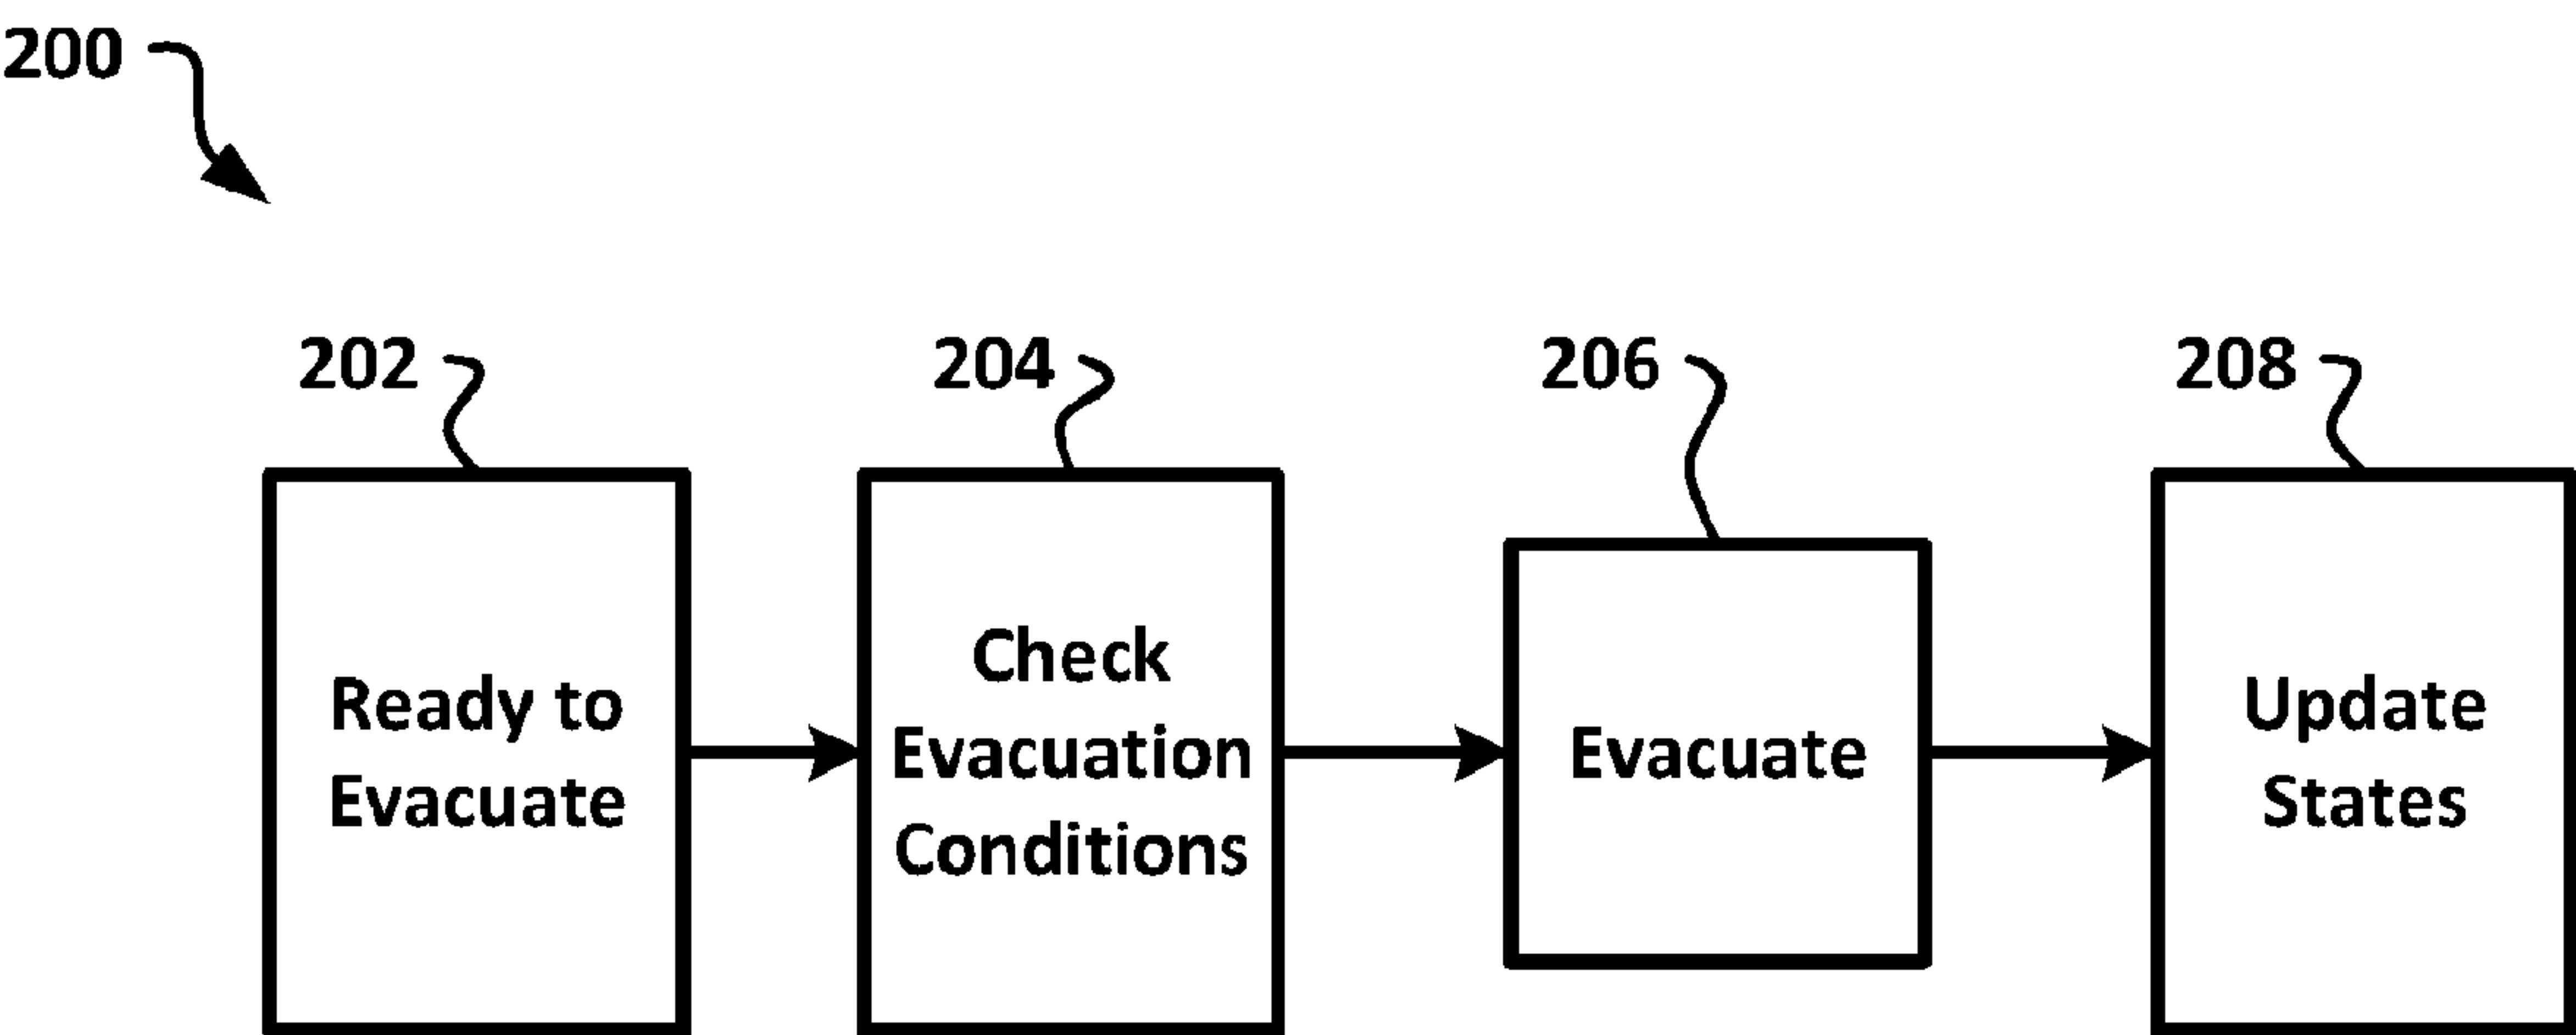 200
202
204
206
208
Ready to
Evacuate
Check
Evacuation
Conditions
Evacuate
Update
States